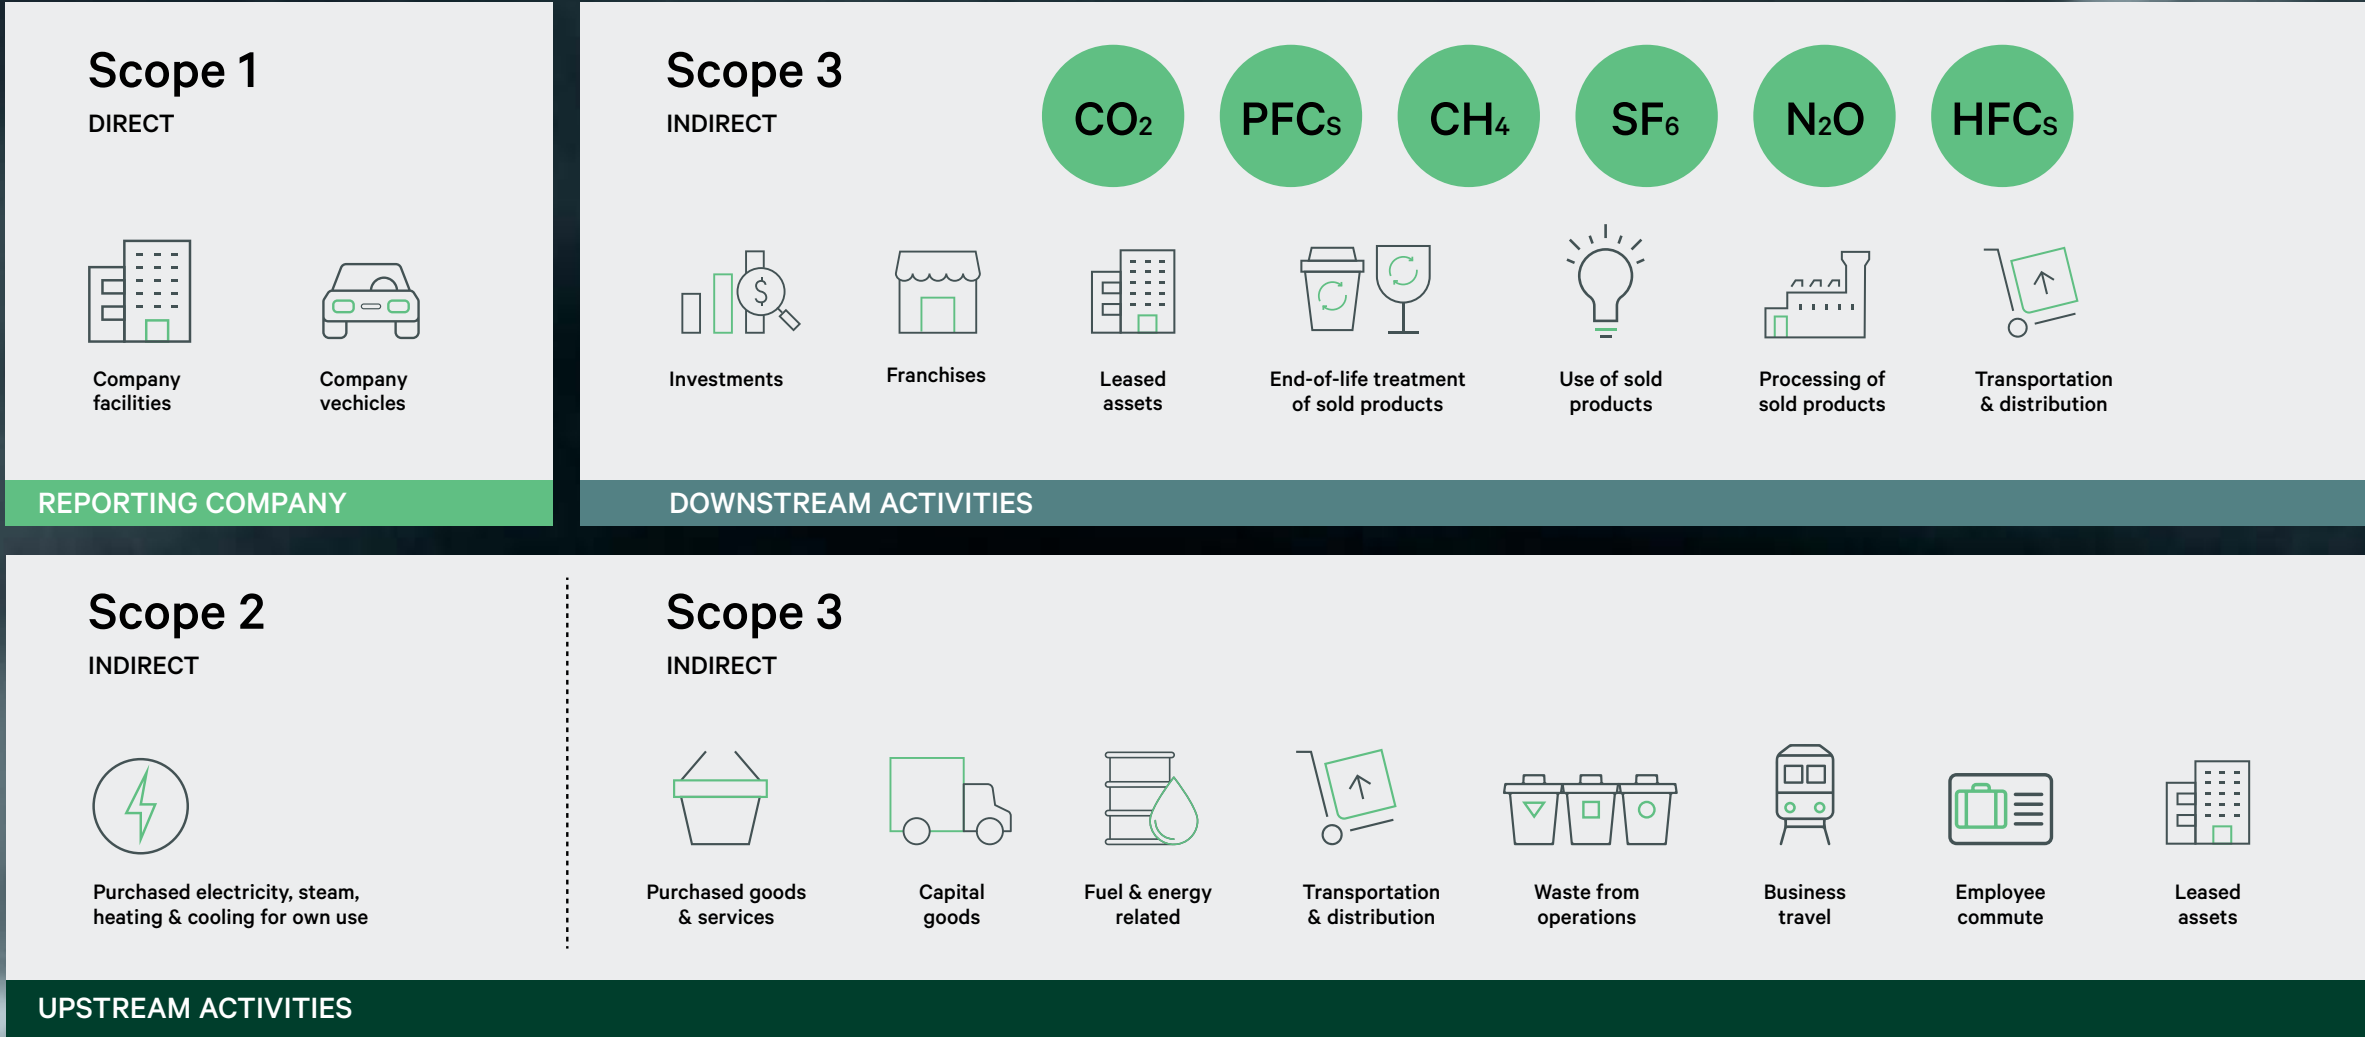 Scope 1
DIRECT
Company
facilities
Company
vechicles
REPORTING COMPANY
Scope 3
INDIRECT
CO₂
PFCs
CH₄
SF₆
N₂O
HFCs
$
Investments
Franchises
Leased
assets
End-of-life treatment
of sold products
Use of sold
products
Processing of
sold products
Transportation
& distribution
DOWNSTREAM ACTIVITIES
Scope 2
INDIRECT
Purchased electricity, steam,
heating & cooling for own use
Scope 3
INDIRECT
Purchased goods
& services
Capital
goods
Fuel & energy
related
Transportation
& distribution
Waste from
operations
Business
travel
Employee
commute
Leased
assets
UPSTREAM ACTIVITIES